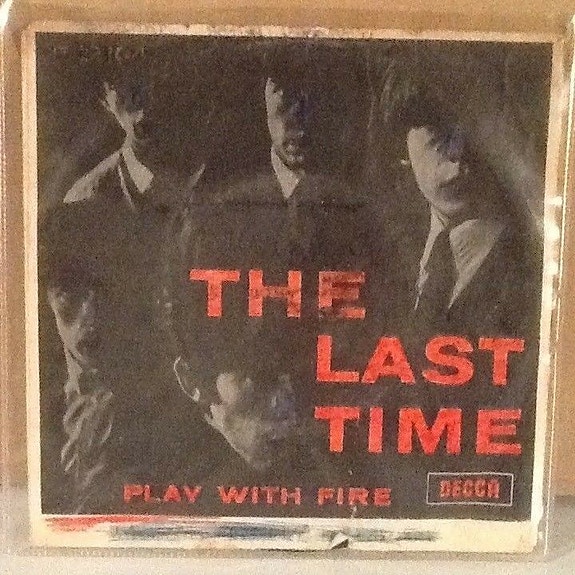 THE
LAST
TIME
PLAY WITH FIRE
DECCA